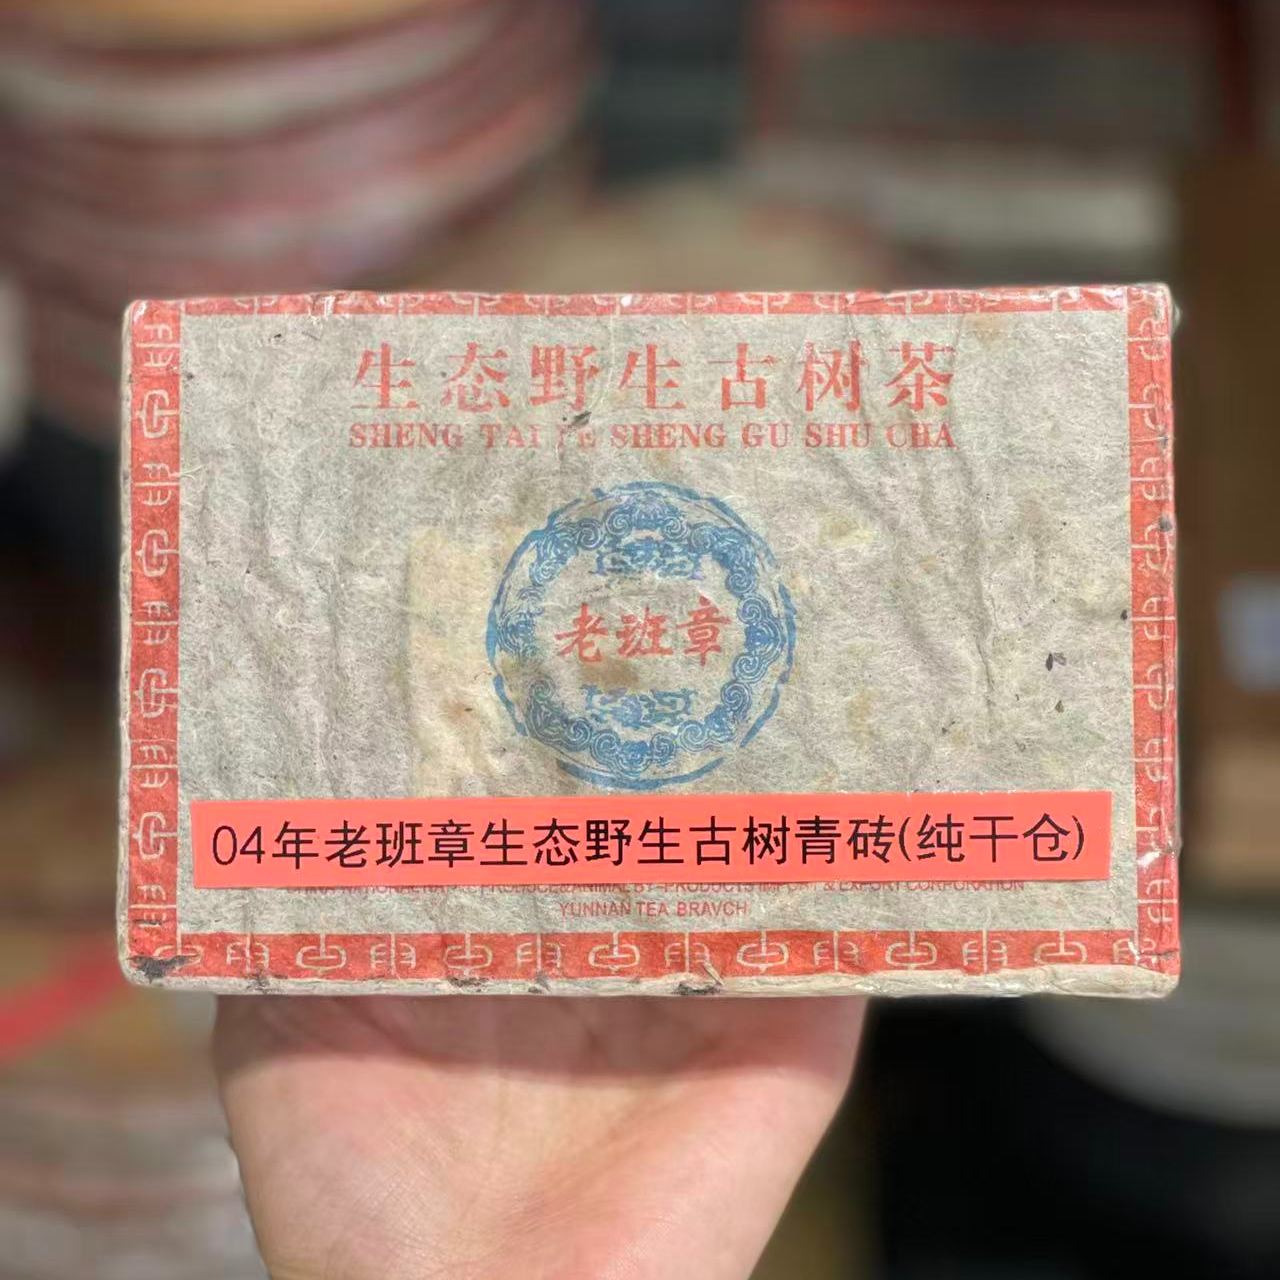 生态野生古树茶
SHENG TAI YE SHENG GU SHU CHA
老班章
04年老班章生态野生古树青砖(纯干仓)
YUNNAN TEA BRAVCH